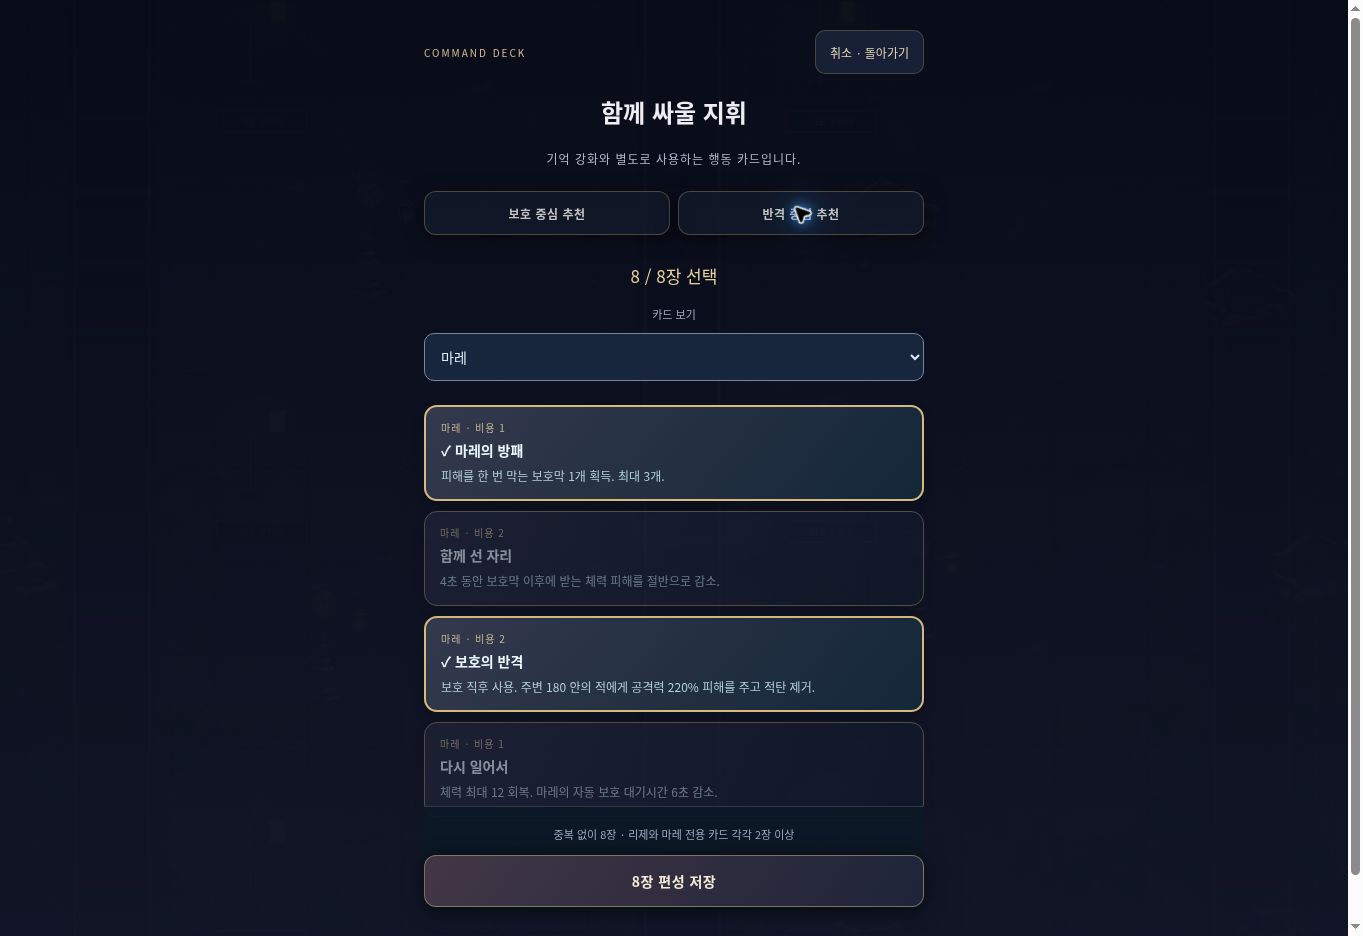 COMMAND DECK
취소 · 돌아가기
함께 싸울 지휘
기억 강화와 별도로 사용하는 행동 카드입니다.
보호 중심 추천
반격 추천
8 / 8장 선택
카드 보기
마레
마레 · 비용 1
✓ 마레의 방패
피해를 한 번 막는 보호막 1개 획득. 최대 3개.
마레 · 비용 2
함께 선 자리
4초 동안 보호막 이후에 받는 체력 피해를 절반으로 감소.
마레 · 비용 2
✓ 보호의 반격
보호 직후 사용. 주변 180 안의 적에게 공격력 220% 피해를 주고 적탄 제거.
마레 · 비용 1
다시 일어서
체력 최대 12 회복. 마레의 자동 보호 대기시간 6초 감소.
중복 없이 8장 · 리제와 마레 전용 카드 각각 2장 이상
8장 편성 저장